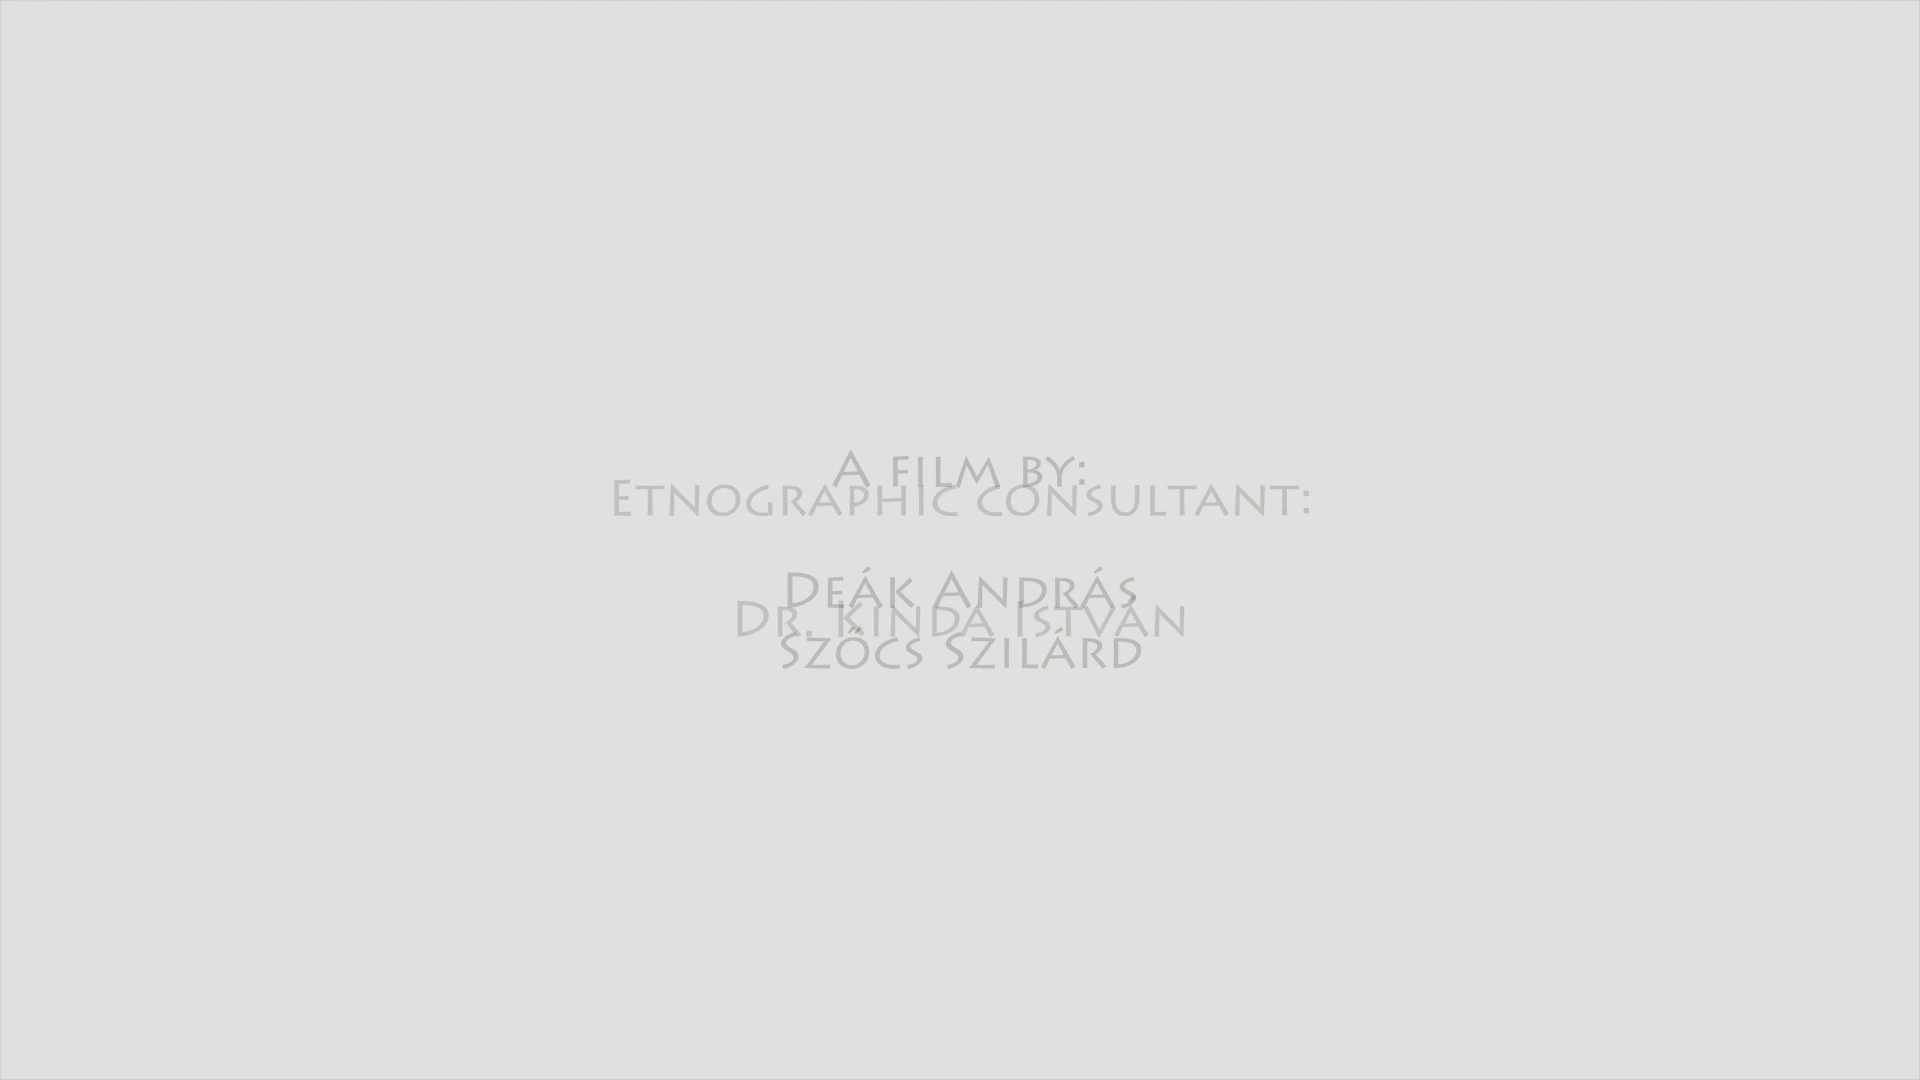 A film by:
Etnographic consultant:
Deák András
Dr. Kinda István
Szőcs Szilárd